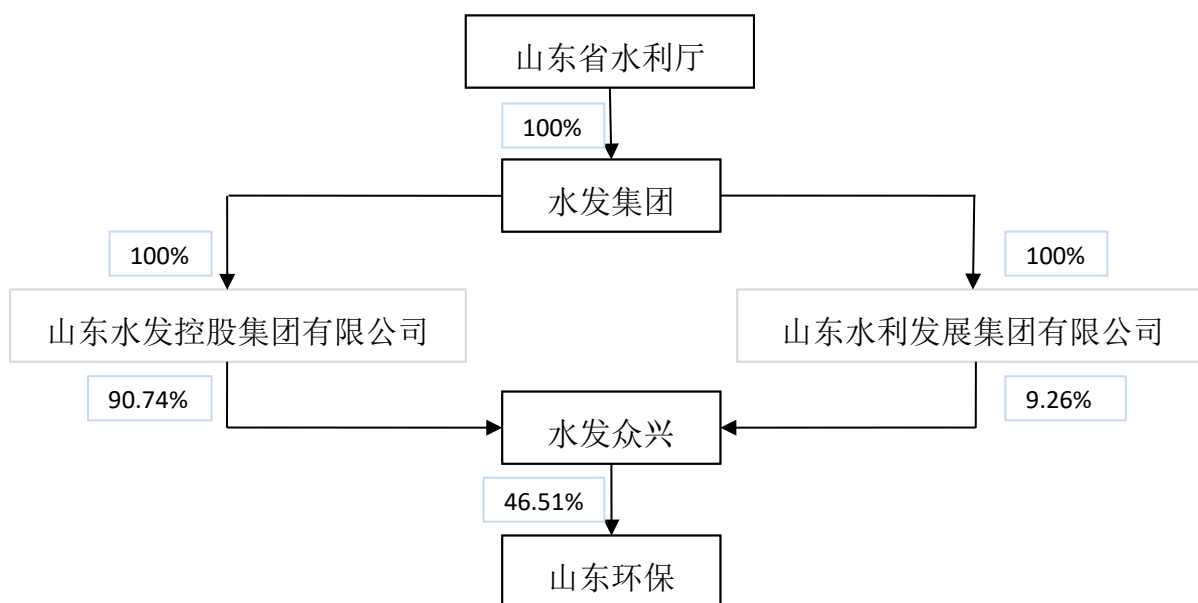 山东省水利厅
100%
水发集团
100%
100%
山东水发控股集团有限公司
山东水利发展集团有限公司
90.74%
9.26%
水发众兴
46.51%
山东环保